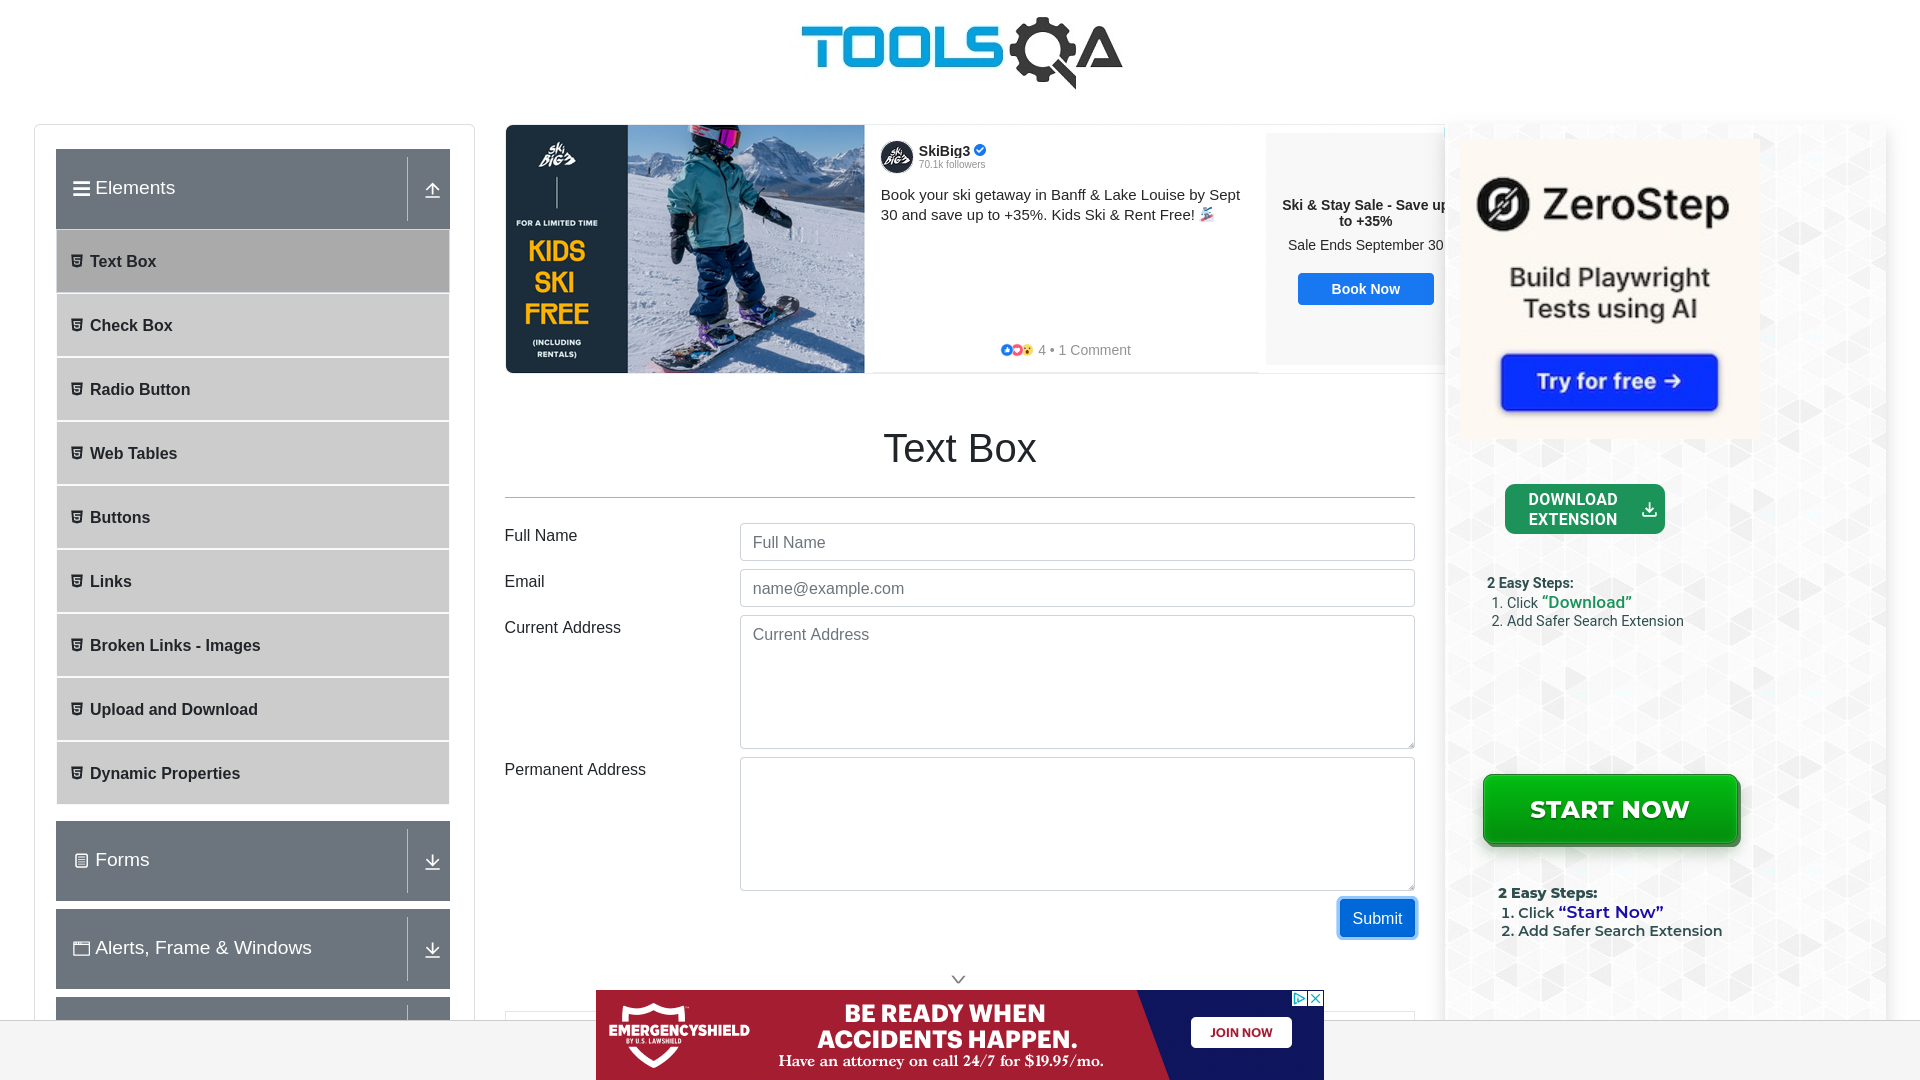 TOOLSQA
Elements
Text Box
Check Box
Radio Button
Web Tables
Buttons
Links
Broken Links - Images
Upload and Download
Dynamic Properties
Forms
Alerts, Frame & Windows
SKI BIG3
FOR A LIMITED TIME
KIDS
SKI
FREE
(INCLUDING
RENTALS)
SkiBig3
70.1k followers
Book your ski getaway in Banff & Lake Louise by Sept
30 and save up to +35%. Kids Ski & Rent Free!
4 • 1 Comment
Ski & Stay Sale - Save up
to +35%
Sale Ends September 30
Book Now
Text Box
Full Name
Full Name
Email
name@example.com
Current Address
Current Address
Permanent Address
Submit
ZeroStep
Build Playwright
Tests using AI
Try for free →
DOWNLOAD
EXTENSION
2 Easy Steps:
1. Click “Download”
2. Add Safer Search Extension
START NOW
2 Easy Steps:
1. Click “Start Now”
2. Add Safer Search Extension
EMERGENCYSHIELD
BY U.S. LAWSHIELD
BE READY WHEN
ACCIDENTS HAPPEN.
Have an attorney on call 24/7 for $19.95/mo.
JOIN NOW